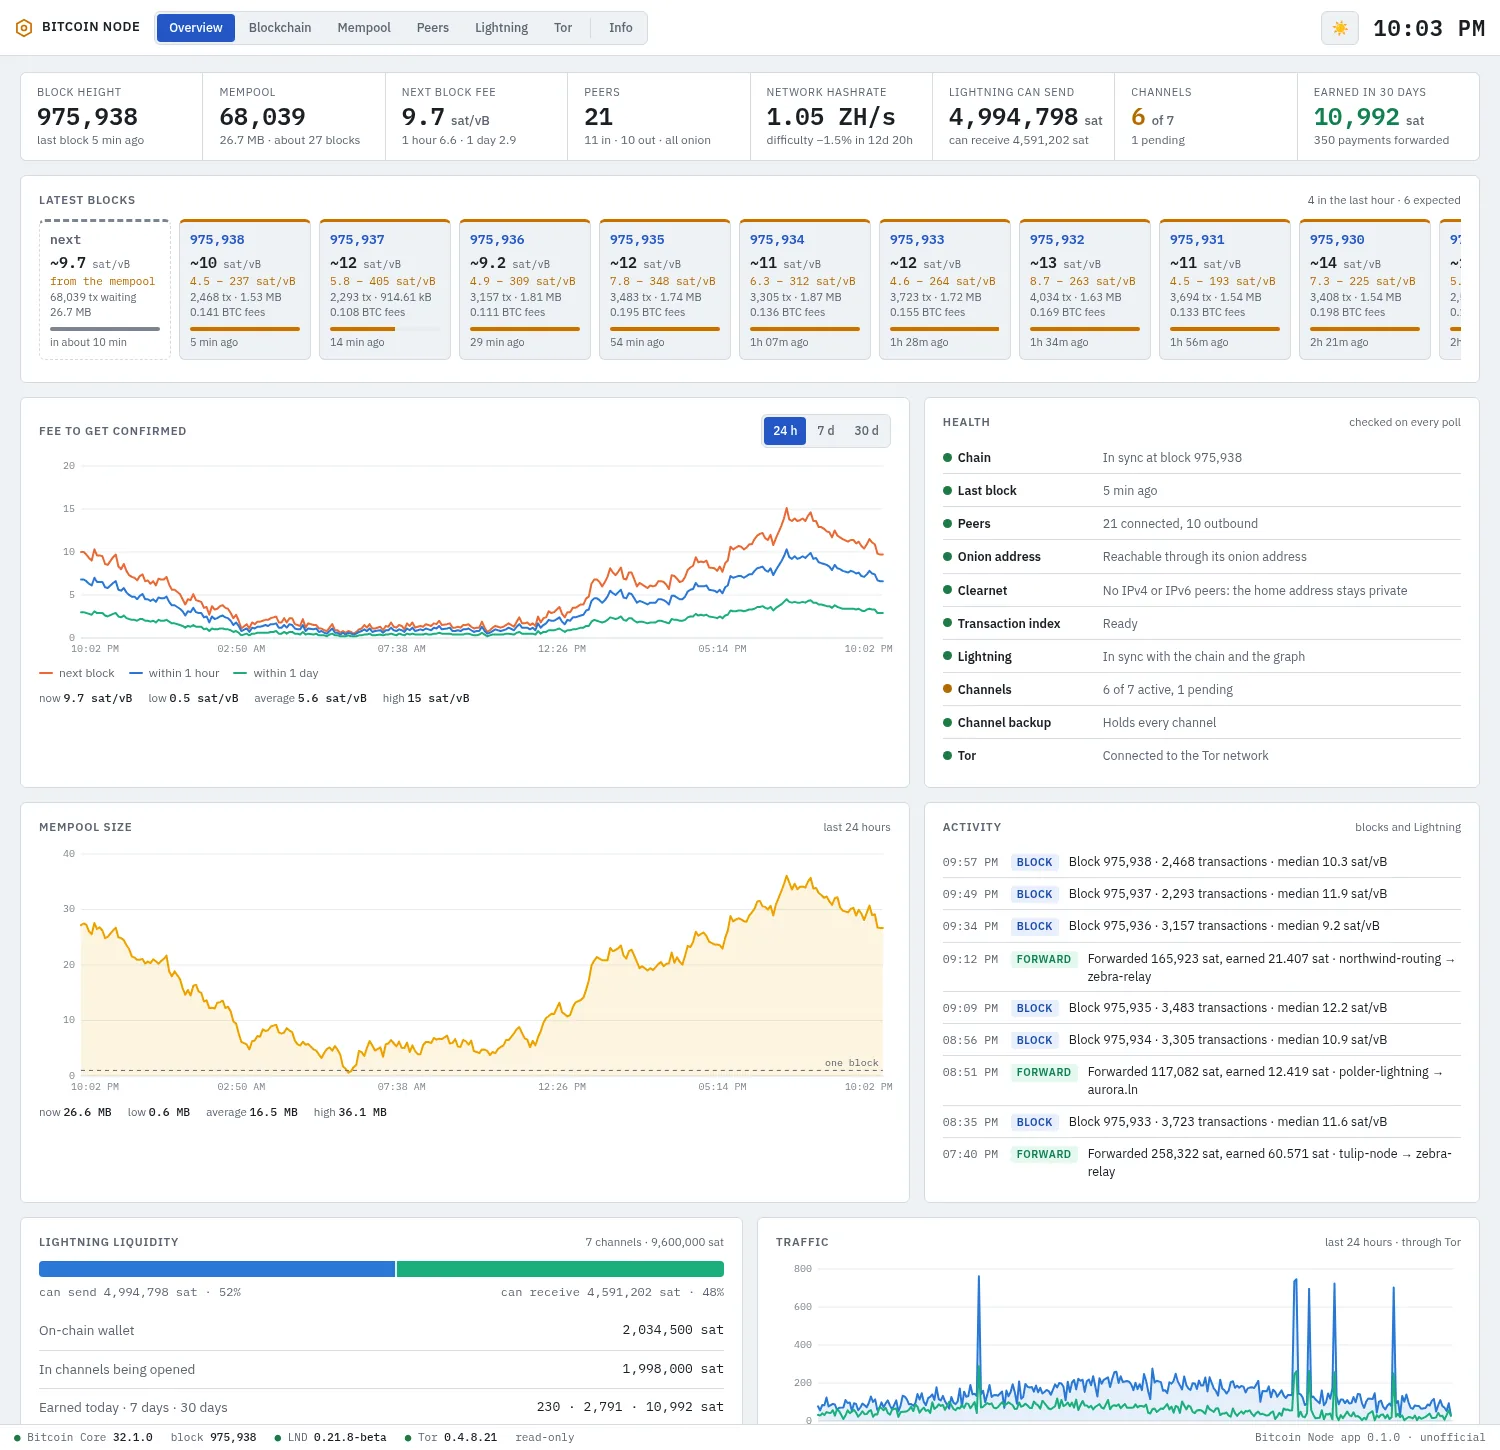 BITCOIN NODE Overview Blockchain Mempool Peers Lightning Tor Info 10:03 PM
BLOCK HEIGHT
975,938
last block 5 min ago
MEMPOOL
68,039
26.7 MB · about 27 blocks
NEXT BLOCK FEE
9.7 sat/vB
1 hour 6.6 · 1 day 2.9
PEERS
21
11 in · 10 out · all onion
NETWORK HASHRATE
1.05 ZH/s
difficulty −1.5% in 12d 20h
LIGHTNING CAN SEND
4,994,798 sat
can receive 4,591,202 sat
CHANNELS
6 of 7
1 pending
EARNED IN 30 DAYS
10,992 sat
350 payments forwarded
LATEST BLOCKS 4 in the last hour · 6 expected
next
~9.7 sat/vB
from the mempool
68,039 tx waiting
26.7 MB
in about 10 min
975,938
~10 sat/vB
4.5 – 237 sat/vB
2,468 tx · 1.53 MB
0.141 BTC fees
5 min ago
975,937
~12 sat/vB
5.8 – 405 sat/vB
2,293 tx · 914.61 kB
0.108 BTC fees
14 min ago
975,936
~9.2 sat/vB
4.9 – 309 sat/vB
3,157 tx · 1.81 MB
0.111 BTC fees
29 min ago
975,935
~12 sat/vB
7.8 – 348 sat/vB
3,483 tx · 1.74 MB
0.195 BTC fees
54 min ago
975,934
~11 sat/vB
6.3 – 312 sat/vB
3,305 tx · 1.87 MB
0.136 BTC fees
1h 07m ago
975,933
~12 sat/vB
4.6 – 264 sat/vB
3,723 tx · 1.72 MB
0.155 BTC fees
1h 28m ago
975,932
~13 sat/vB
8.7 – 263 sat/vB
4,034 tx · 1.63 MB
0.169 BTC fees
1h 34m ago
975,931
~11 sat/vB
4.5 – 193 sat/vB
3,694 tx · 1.54 MB
0.133 BTC fees
1h 56m ago
975,930
~14 sat/vB
7.3 – 225 sat/vB
3,408 tx · 1.54 MB
0.198 BTC fees
2h 21m ago
FEE TO GET CONFIRMED 24 h 7 d 30 d
20
15
10
5
0
10:02 PM 02:50 AM 07:38 AM 12:26 PM 05:14 PM 10:02 PM
next block within 1 hour within 1 day
now 9.7 sat/vB low 0.5 sat/vB average 5.6 sat/vB high 15 sat/vB
HEALTH checked on every poll
Chain In sync at block 975,938
Last block 5 min ago
Peers 21 connected, 10 outbound
Onion address Reachable through its onion address
Clearnet No IPv4 or IPv6 peers: the home address stays private
Transaction index Ready
Lightning In sync with the chain and the graph
Channels 6 of 7 active, 1 pending
Channel backup Holds every channel
Tor Connected to the Tor network
MEMPOOL SIZE last 24 hours
40
30
20
10
0
one block
10:02 PM 02:50 AM 07:38 AM 12:26 PM 05:14 PM 10:02 PM
now 26.6 MB low 0.6 MB average 16.5 MB high 36.1 MB
ACTIVITY blocks and Lightning
09:57 PM BLOCK Block 975,938 · 2,468 transactions · median 10.3 sat/vB
09:49 PM BLOCK Block 975,937 · 2,293 transactions · median 11.9 sat/vB
09:34 PM BLOCK Block 975,936 · 3,157 transactions · median 9.2 sat/vB
09:12 PM FORWARD Forwarded 165,923 sat, earned 21.407 sat · northwind-routing →
zebra-relay
09:09 PM BLOCK Block 975,935 · 3,483 transactions · median 12.2 sat/vB
08:56 PM BLOCK Block 975,934 · 3,305 transactions · median 10.9 sat/vB
08:51 PM FORWARD Forwarded 117,082 sat, earned 12.419 sat · polder-lightning →
aurora.ln
08:35 PM BLOCK Block 975,933 · 3,723 transactions · median 11.6 sat/vB
07:40 PM FORWARD Forwarded 258,322 sat, earned 60.571 sat · tulip-node → zebra-
relay
LIGHTNING LIQUIDITY 7 channels · 9,600,000 sat
can send 4,994,798 sat · 52% can receive 4,591,202 sat · 48%
On-chain wallet 2,034,500 sat
In channels being opened 1,998,000 sat
Earned today · 7 days · 30 days 230 · 2,791 · 10,992 sat
TRAFFIC last 24 hours · through Tor
800
600
400
200
0
Bitcoin Core 32.1.0 block 975,938 LND 0.21.8-beta Tor 0.4.8.21 read-only Bitcoin Node app 0.1.0 · unofficial